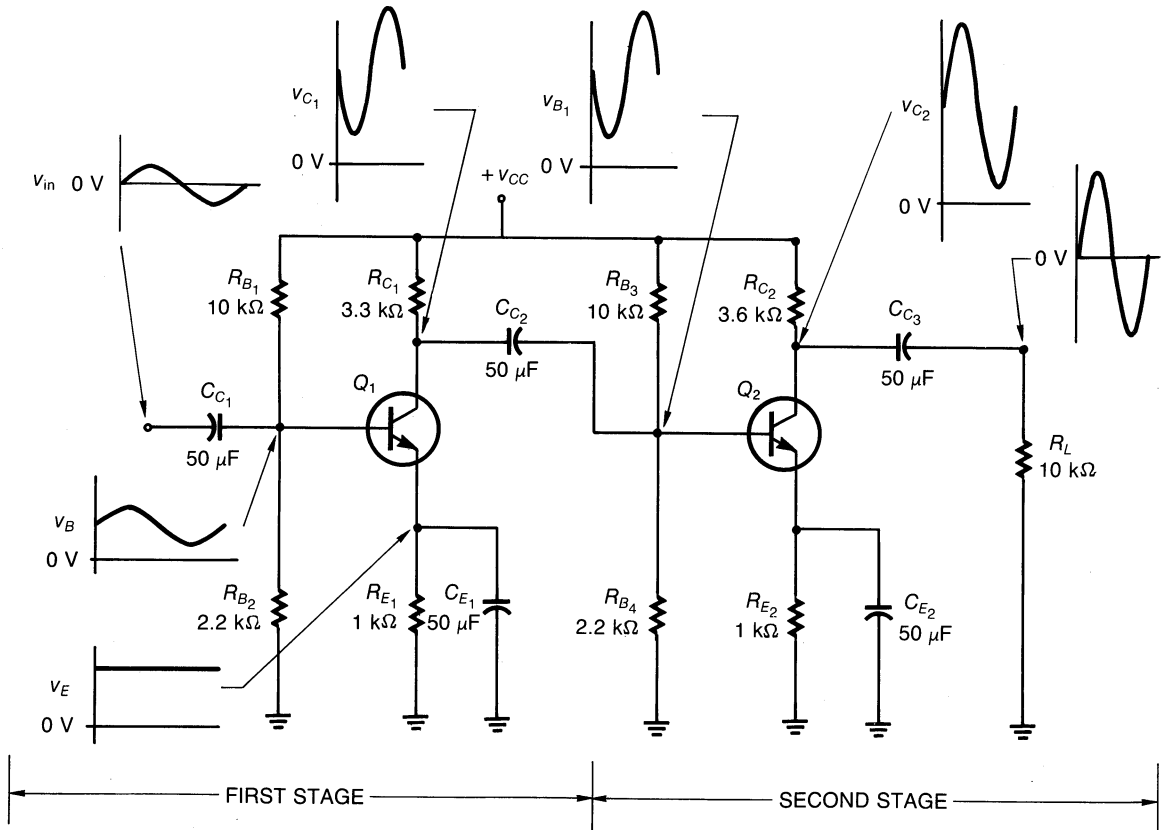 v_C1
0 V
v_B1
0 V
v_C2
0 V
v_in 0 V
+ v_CC
0 V
R_B1
10 kΩ
R_C1
3.3 kΩ
C_C2
50 μF
R_B3
10 kΩ
R_C2
3.6 kΩ
C_C3
50 μF
C_C1
50 μF
Q_1
Q_2
R_L
10 kΩ
v_B
0 V
R_B2
2.2 kΩ
R_E1
1 kΩ
C_E1
50 μF
R_B4
2.2 kΩ
R_E2
1 kΩ
C_E2
50 μF
v_E
0 V
FIRST STAGE
SECOND STAGE